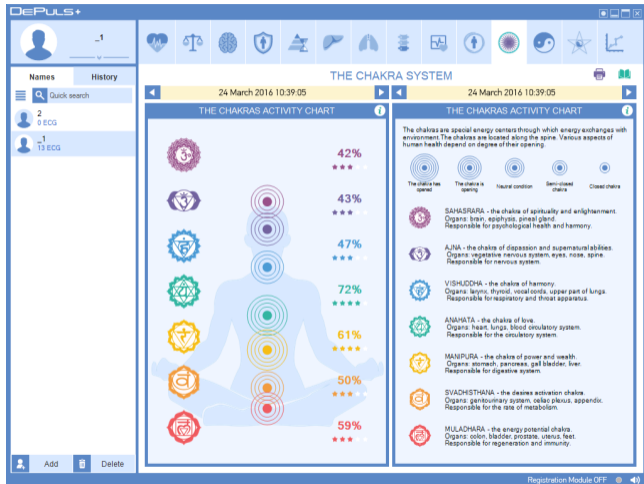 DePuls+
_1
Names
History
Quick search
2
0 ECG
_1
13 ECG
Add
Delete
THE CHAKRA SYSTEM
24 March 2016 10:39:05
THE CHAKRAS ACTIVITY CHART
42%
43%
47%
72%
61%
50%
59%
24 March 2016 10:39:05
THE CHAKRAS ACTIVITY CHART
The chakras are special energy centers through which energy exchanges with
environment.The chakras are located along the spine. Various aspects of
human health depend on degree of their opening.
The chakra has
opened
The chakra is
opening
Neutral condition
Semi-closed
chakra
Closed chakra
SAHASRARA - the chakra of spirituality and enlightenment.
Organs: brain, epiphysis, pineal gland.
Responsible for psychological health and harmony.
AJNA - the chakra of dispassion and supernatural abilities.
Organs: vegetative nervous system, eyes, nose, spine.
Responsible for nervous system.
VISHUDDHA - the chakra of harmony.
Organs: larynx, thyroid, vocal cords, upper part of lungs.
Responsible for respiratory and throat apparatus.
ANAHATA - the chakra of love.
Organs: heart, lungs, blood circulatory system.
Responsible for circulatory system.
MANIPURA - the chakra of power and wealth.
Organs: stomach, pancreas, gall bladder, liver.
Responsible for digestive system.
SVADHISTHANA - the desires activation chakra.
Organs: genitourinary system, celiac plexus, appendix.
Responsible for the rate of metabolism.
MULADHARA - the energy potential chakra.
Organs: colon, bladder, prostate, uterus, feet.
Responsible for regeneration and immunity.
Registration Module OFF